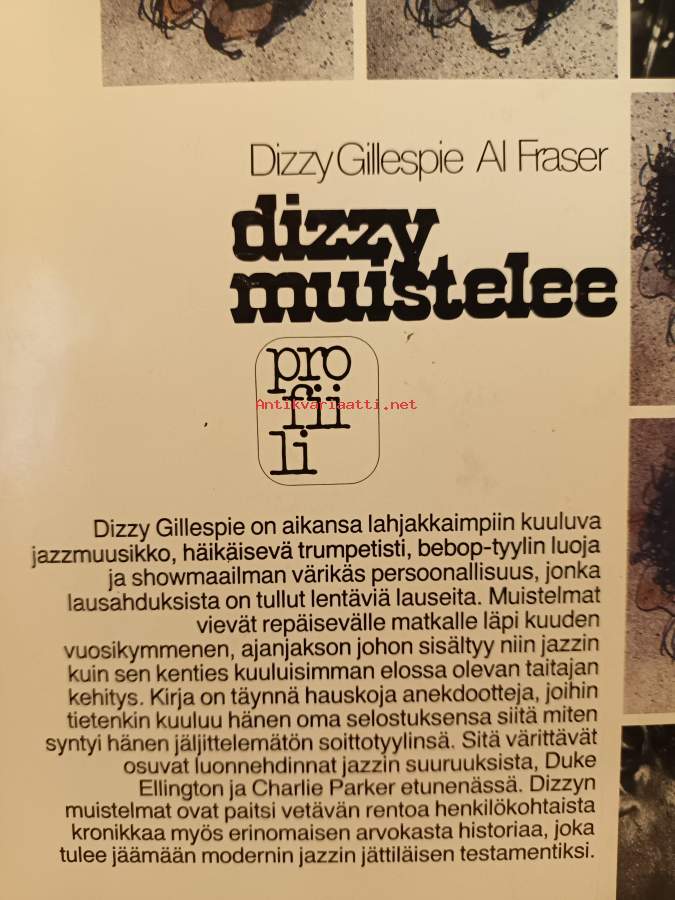 Dizzy Gillespie Al Fraser
dizzy
muistelee
pro
fii
li
Antikvariaatti.net
Dizzy Gillespie on aikansa lahjakkaimpiin kuuluva
jazzmuusikko, häikäisevä trumpetisti, bebop-tyylin luoja
ja showmaailman värikäs persoonallisuus, jonka
lausahduksista on tullut lentäviä lauseita. Muistelmat
vievät repäisevälle matkalle läpi kuuden
vuosikymmenen, ajanjakson johon sisältyy niin jazzin
kuin sen kenties kuuluisimman elossa olevan taitajan
kehitys. Kirja on täynnä hauskoja anekdootteja, joihin
tietenkin kuuluu hänen oma selostuksensa siitä miten
syntyi hänen jäljittelemätön soittotyylinsä. Sitä värittävät
osuvat luonnehdinnat jazzin suuruuksista, Duke
Ellington ja Charlie Parker etunenässä. Dizzyn
muistelmat ovat paitsi vetävän rentoa henkilökohtaista
kronikkaa myös erinomaisen arvokasta historiaa, joka
tulee jäämään modernin jazzin jättiläisen testamentiksi.